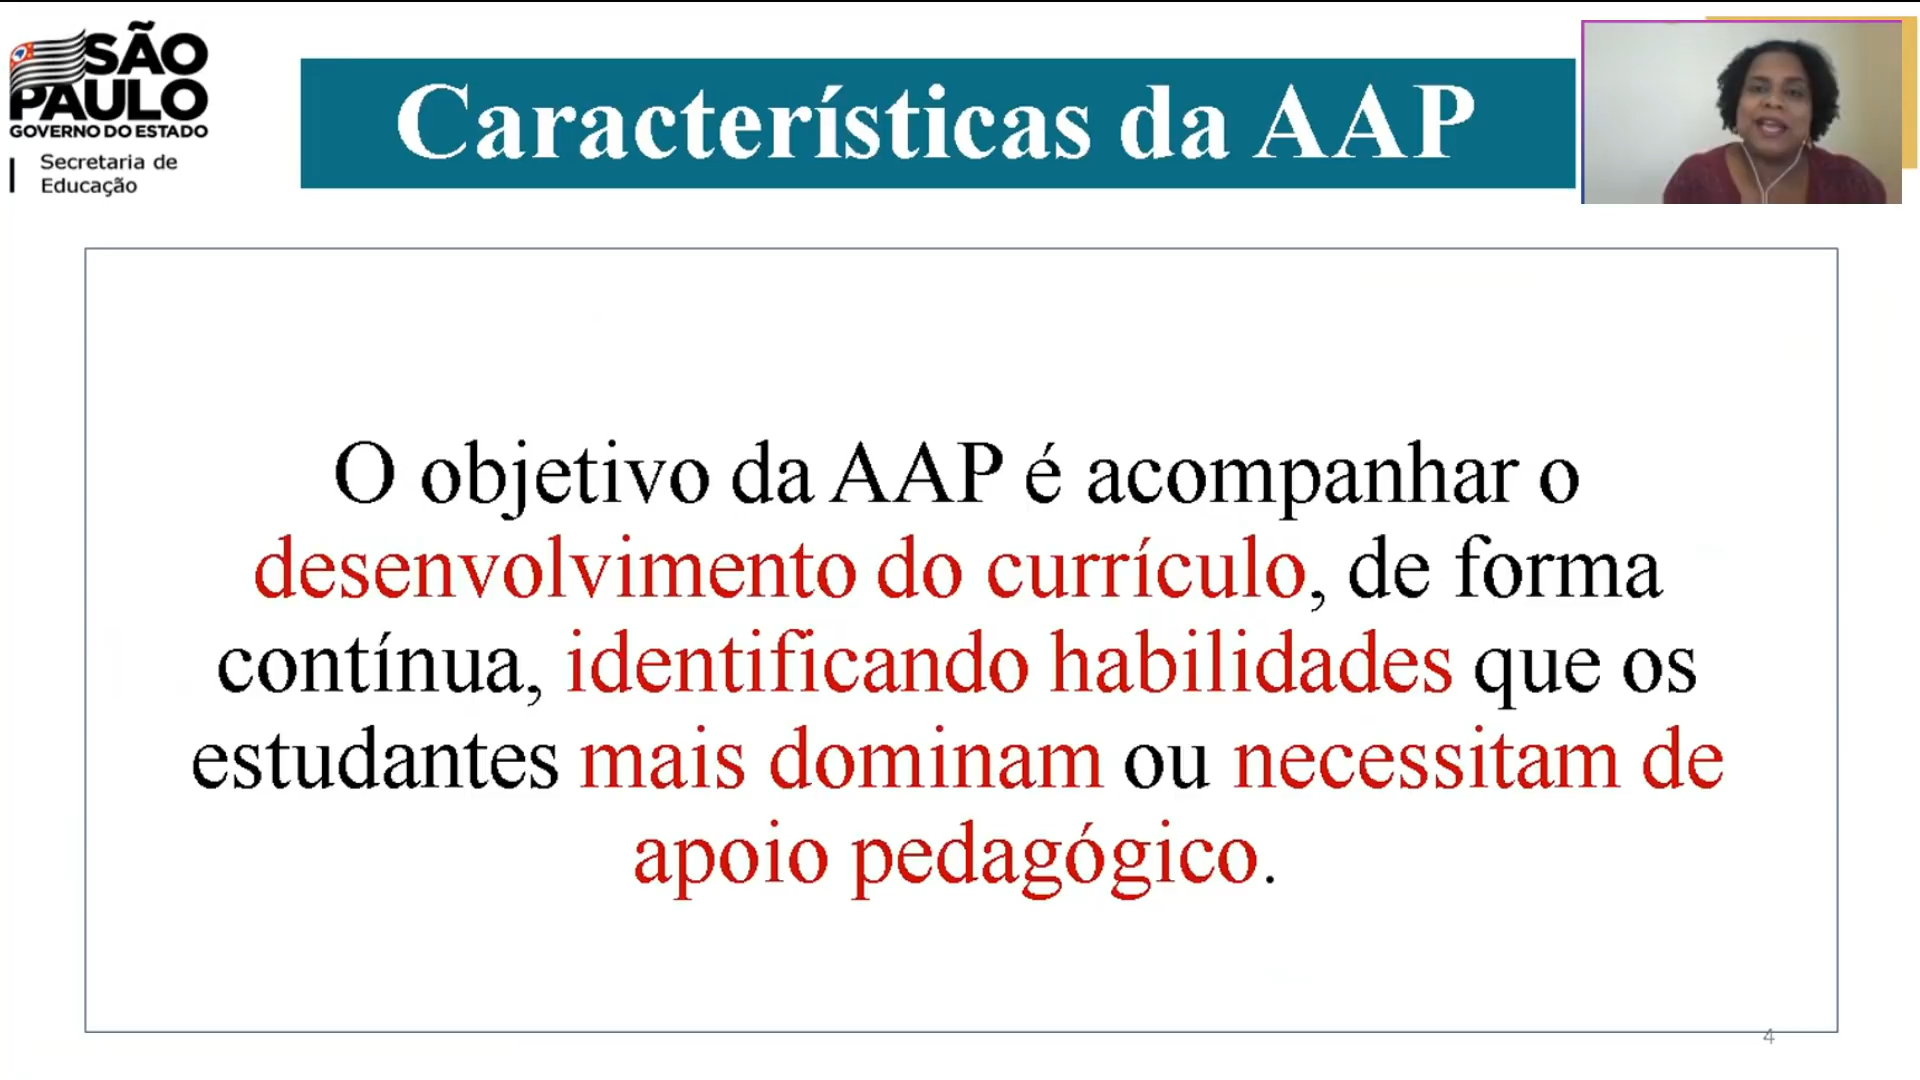 SÃO
PAULO
GOVERNO DO ESTADO
Secretaria de
Educação
Características da AAP
O objetivo da AAP é acompanhar o
desenvolvimento do currículo, de forma
contínua, identificando habilidades que os
estudantes mais dominam ou necessitam de
apoio pedagógico.
4